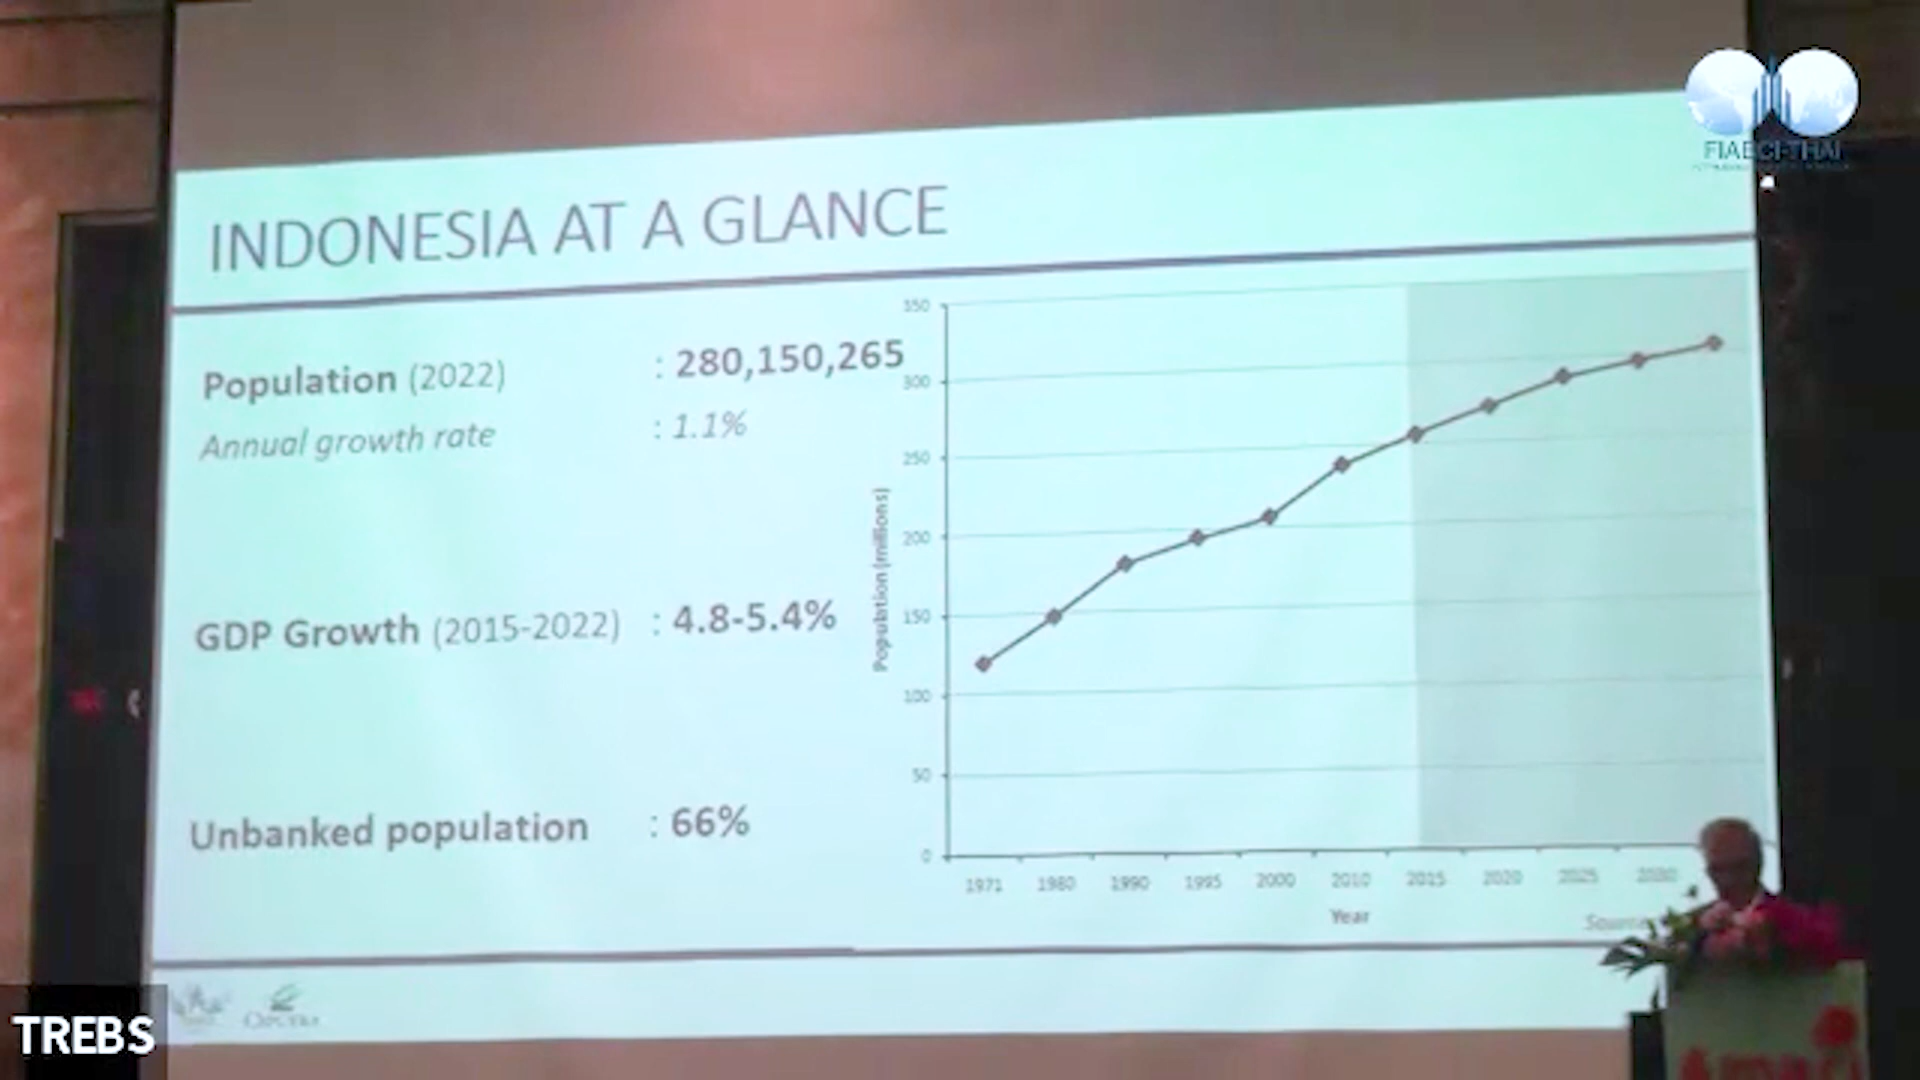 FIABCI-THAI
INDONESIA AT A GLANCE
Population (2022) : 280,150,265
Annual growth rate : 1.1%
GDP Growth (2015-2022) : 4.8-5.4%
Unbanked population : 66%
Population (millions)
350
300
250
200
150
100
50
0
1971 1980 1990 1995 2000 2010 2015 2020 2025 2030
Year
TREBS